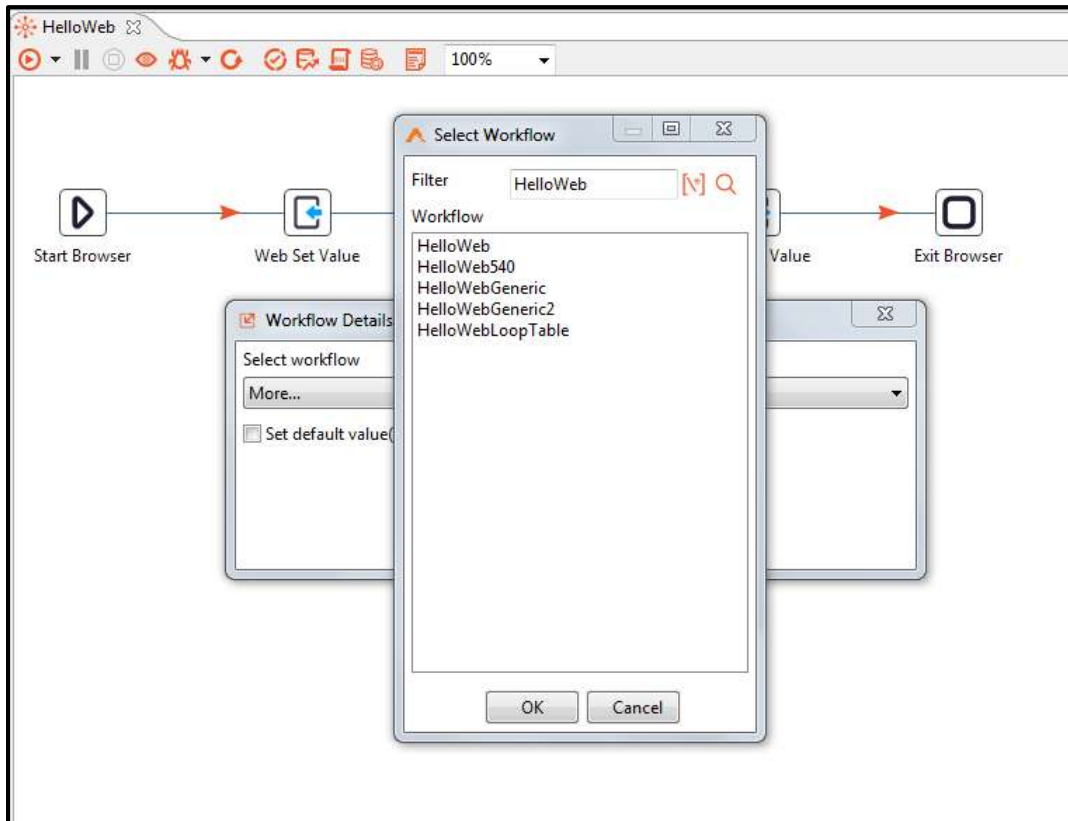 HelloWeb
100%
Select Workflow
Filter
HelloWeb
Workflow
HelloWeb
HelloWeb540
HelloWebGeneric
HelloWebGeneric2
HelloWebLoopTable
OK
Cancel
Start Browser
Web Set Value
Value
Exit Browser
Workflow Details
Select workflow
More...
Set default value(